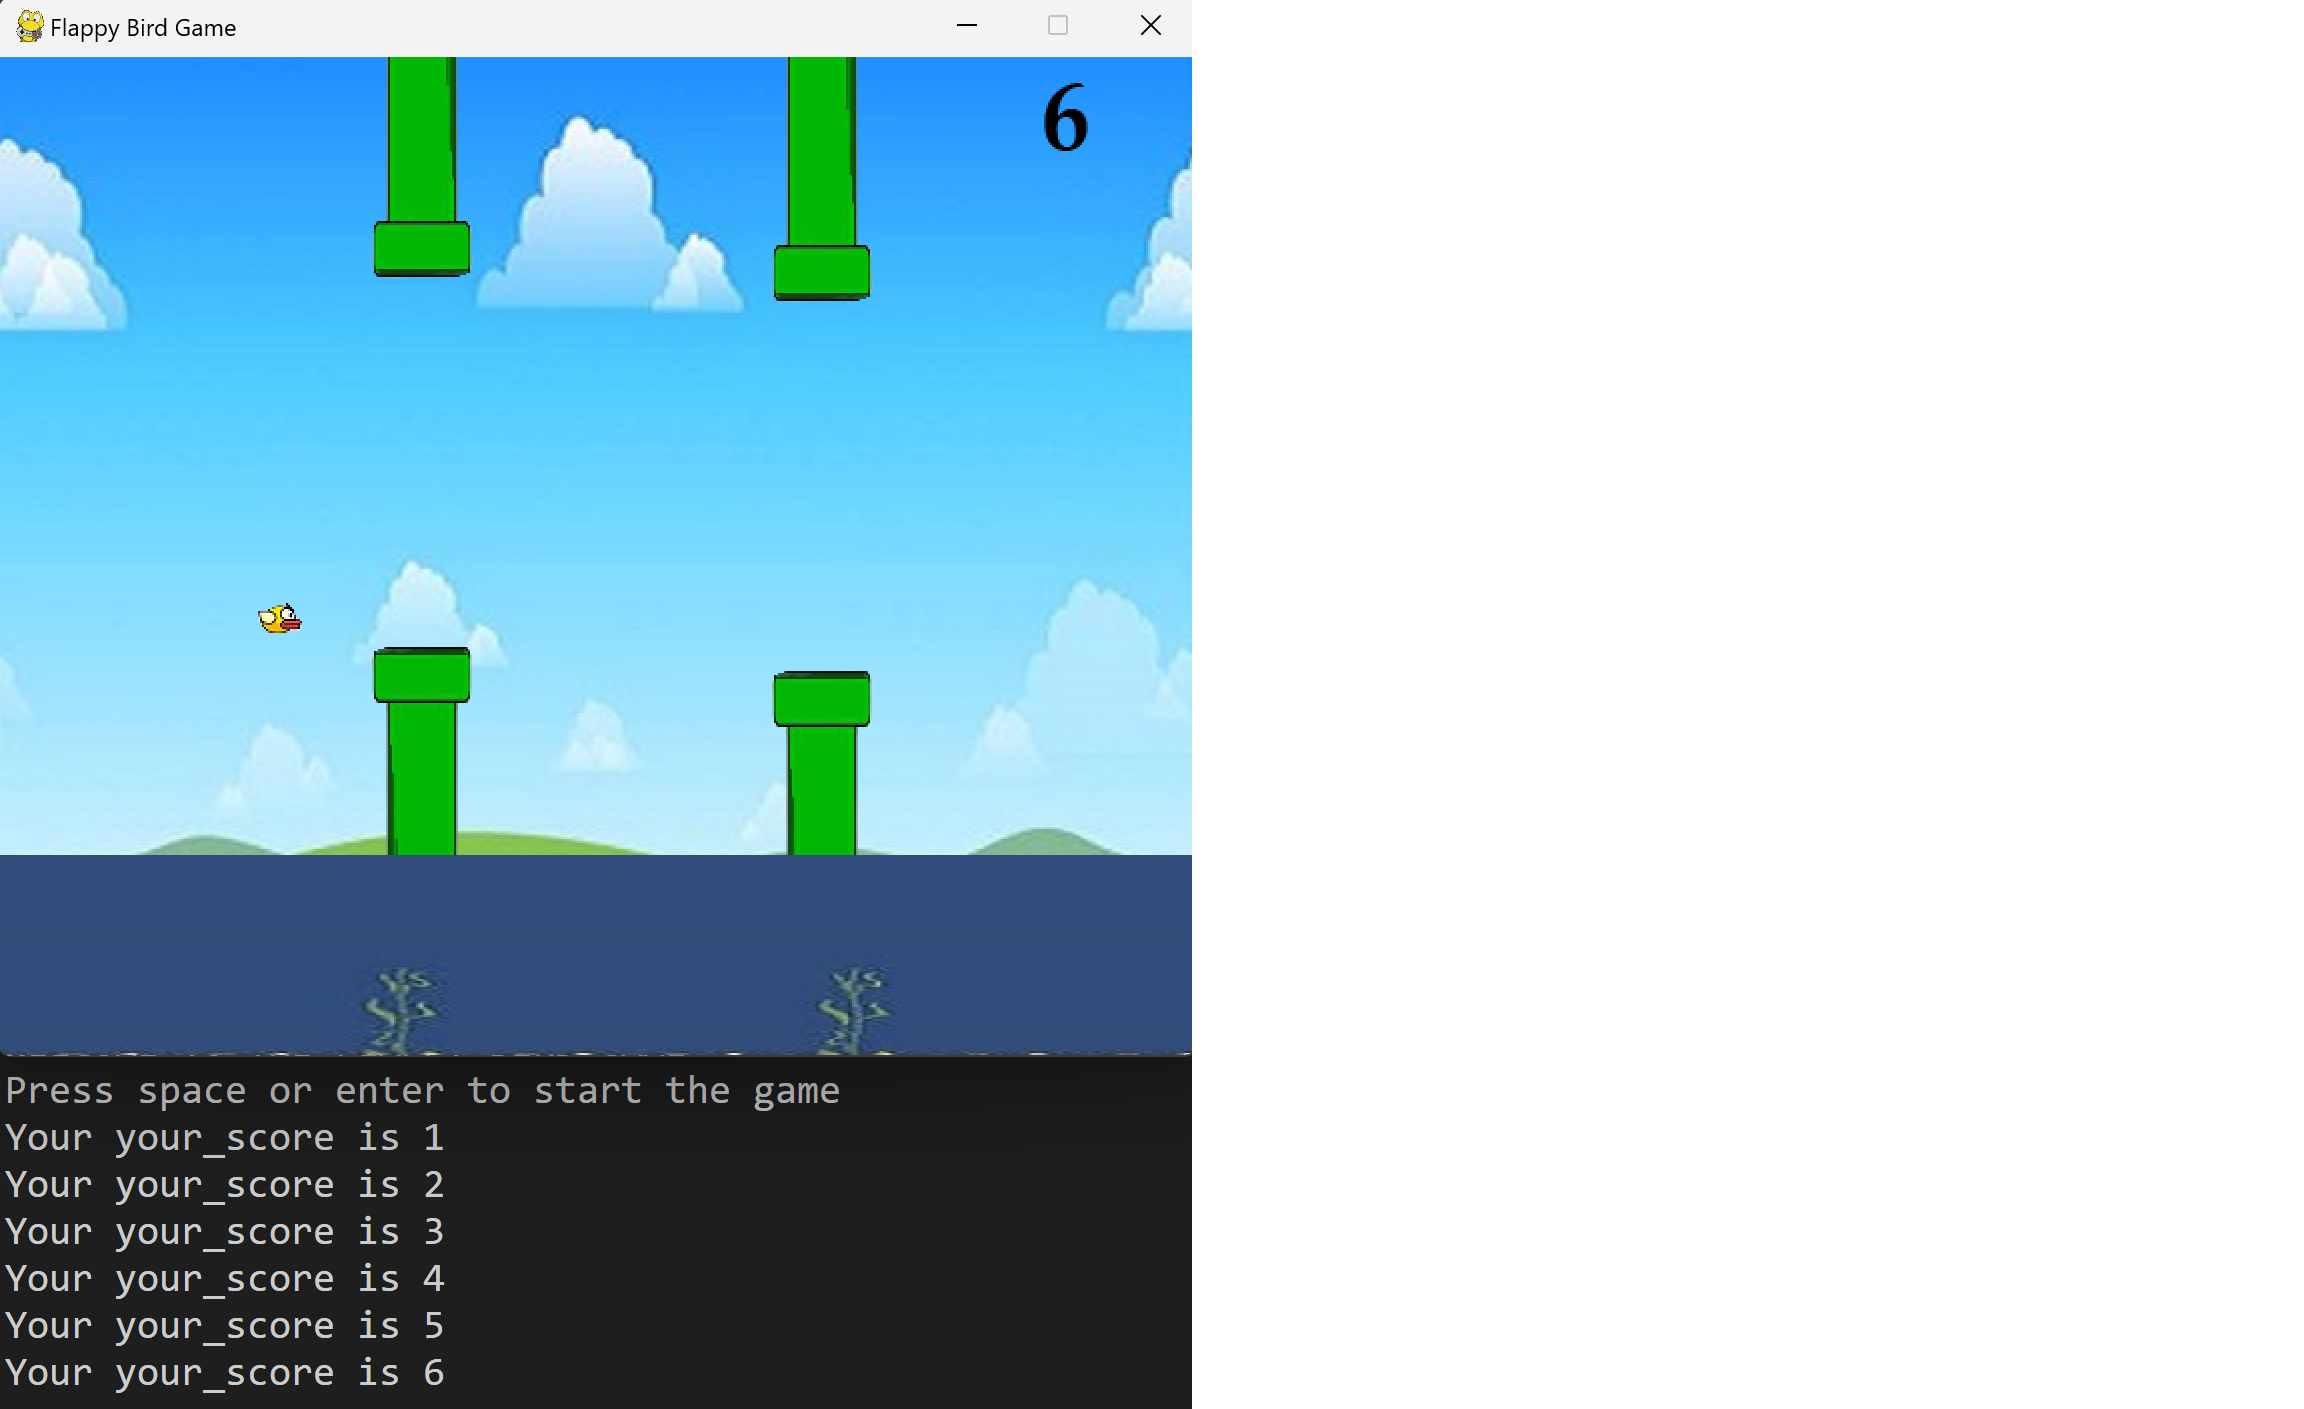 Flappy Bird Game
6
Press space or enter to start the game
Your your_score is 1
Your your_score is 2
Your your_score is 3
Your your_score is 4
Your your_score is 5
Your your_score is 6